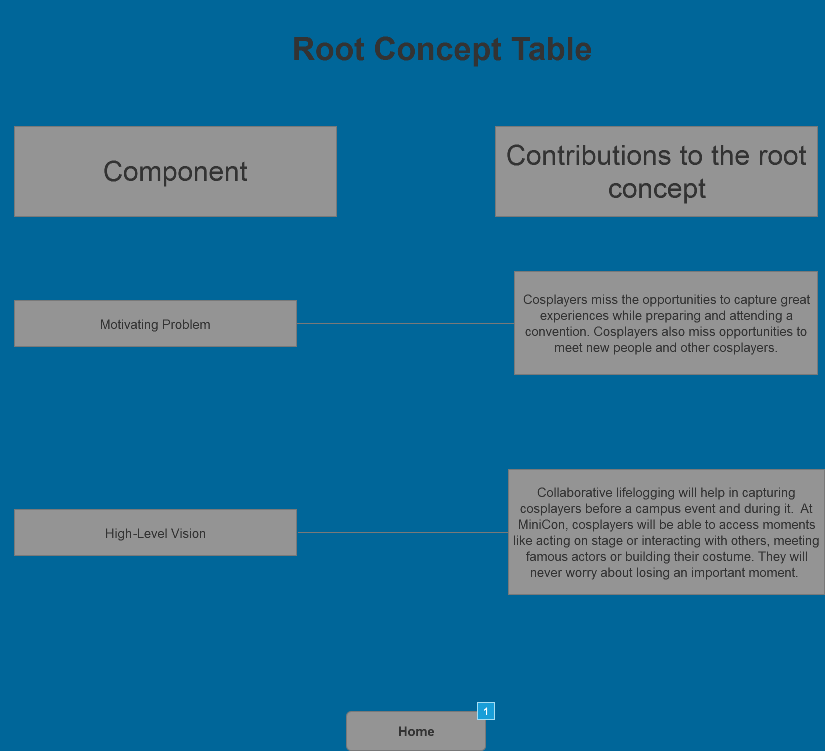 Root Concept Table
Component
Contributions to the root
concept
Motivating Problem
Cosplayers miss the opportunities to capture great
experiences while preparing and attending a
convention. Cosplayers also miss opportunities to
meet new people and other cosplayers.
High-Level Vision
Collaborative lifelogging will help in capturing
cosplayers before a campus event and during it.  At
MiniCon, cosplayers will be able to access moments
like acting on stage or interacting with others, meeting
famous actors or building their costume. They will
never worry about losing an important moment.
1
Home